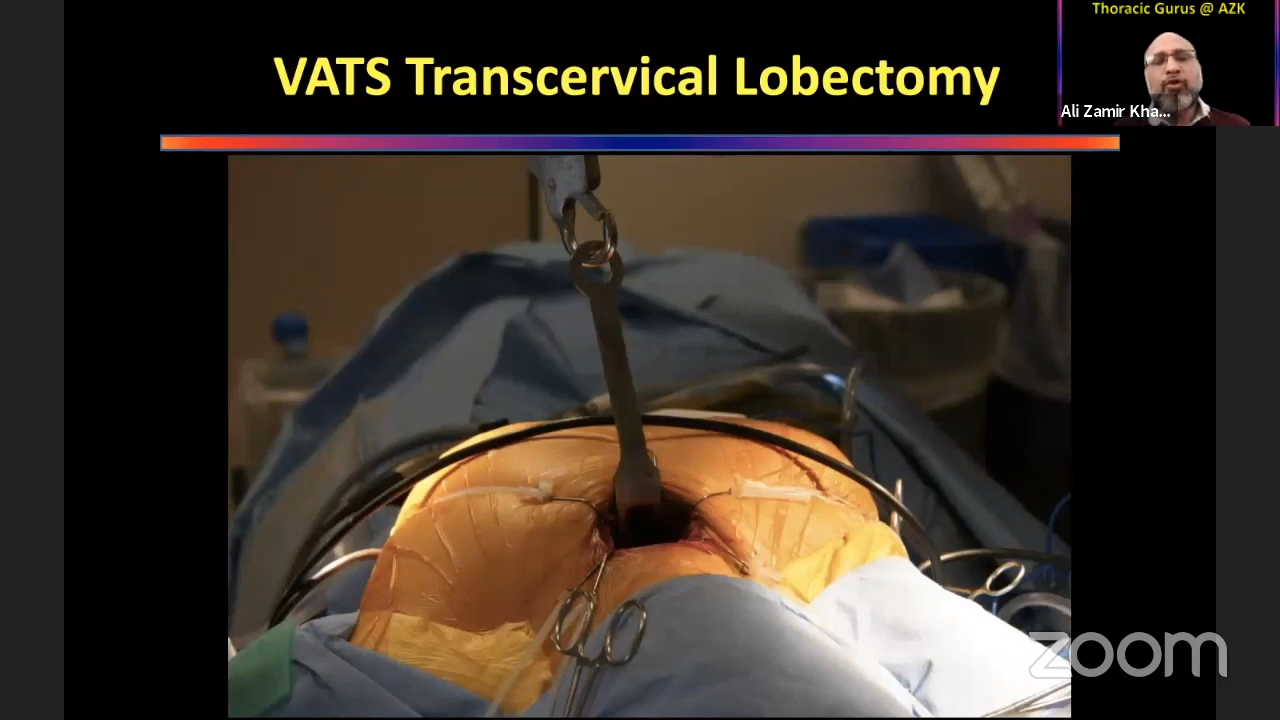 VATS Transcervical Lobectomy
Thoracic Gurus @ AZK
Ali Zamir Kha...
zoom